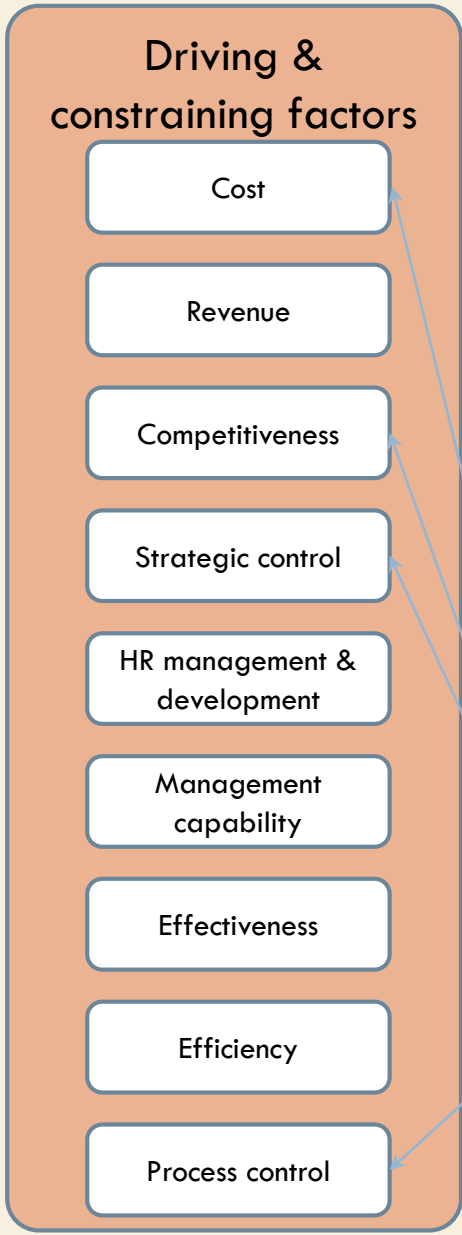 Driving &
constraining factors
Cost
Revenue
Competitiveness
Strategic control
HR management &
development
Management
capability
Effectiveness
Efficiency
Process control